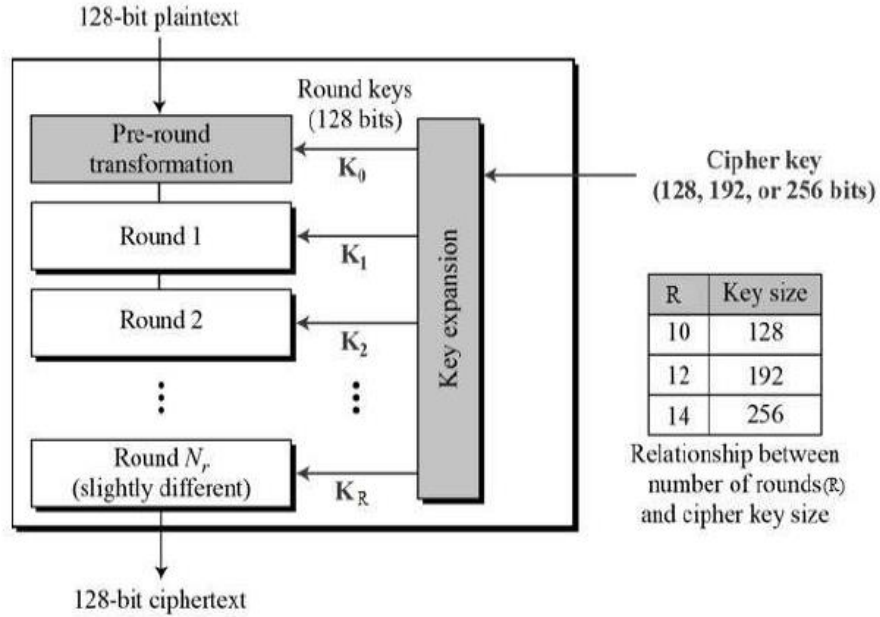 128-bit plaintext
Round keys
(128 bits)
Pre-round
transformation
K₀
Cipher key
(128, 192, or 256 bits)
Round 1
K₁
Round 2
K₂
Key expansion
R Key size
10 128
12 192
14 256
Relationship between
number of rounds(R)
and cipher key size
Round Nᵣ
(slightly different)
K_R
128-bit ciphertext